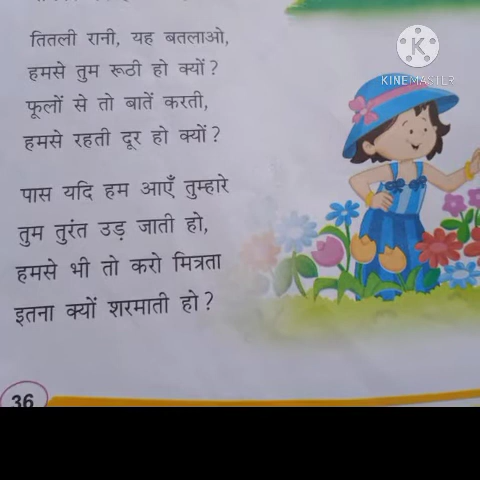 तितली रानी, यह बतलाओ,
हमसे तुम रूठी हो क्यों?
फूलों से तो बातें करती,
हमसे रहती दूर हो क्यों?
पास यदि हम आएँ तुम्हारे
तुम तुरंत उड़ जाती हो,
हमसे भी तो करो मित्रता
इतना क्यों शरमाती हो?
36
KINEMASTER